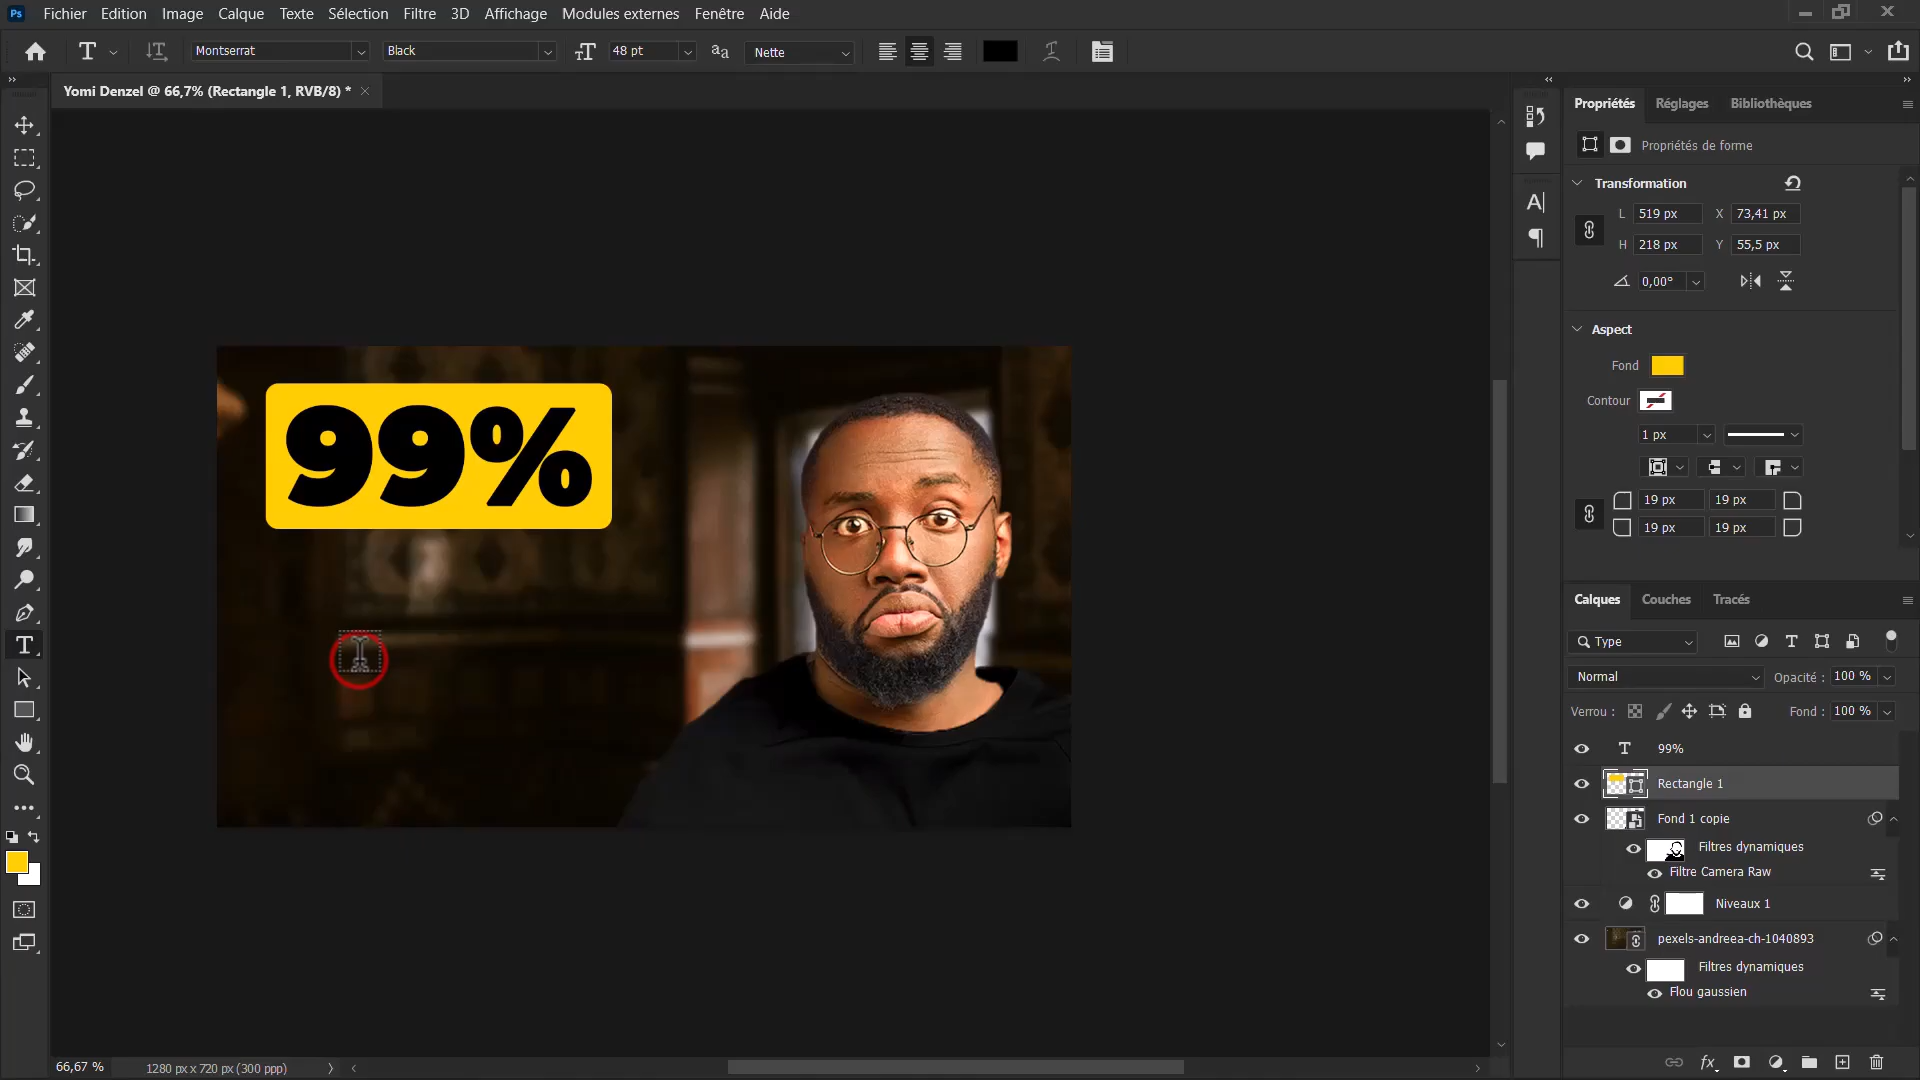 Ps Fichier Edition Image Calque Texte Sélection Filtre 3D Affichage Modules externes Fenêtre Aide
T Montserrat Black 48 pt aa Nette
Yomi Denzel @ 66,7% (Rectangle 1, RVB/8) *
Propriétés Réglages Bibliothèques
Propriétés de forme
Transformation
L 519 px X 73,41 px
H 218 px Y 55,5 px
0,00°
Aspect
Fond
Contour
1 px
19 px 19 px
19 px 19 px
99%
Calques Couches Tracés
Type
Normal Opacité : 100 %
Verrou : Fond : 100 %
T 99%
Rectangle 1
Fond 1 copie
Filtres dynamiques
Filtre Camera Raw
Niveaux 1
pexels-andreea-ch-1040893
Filtres dynamiques
Flou gaussien
66,67 % 1280 px x 720 px (300 ppp)
fx